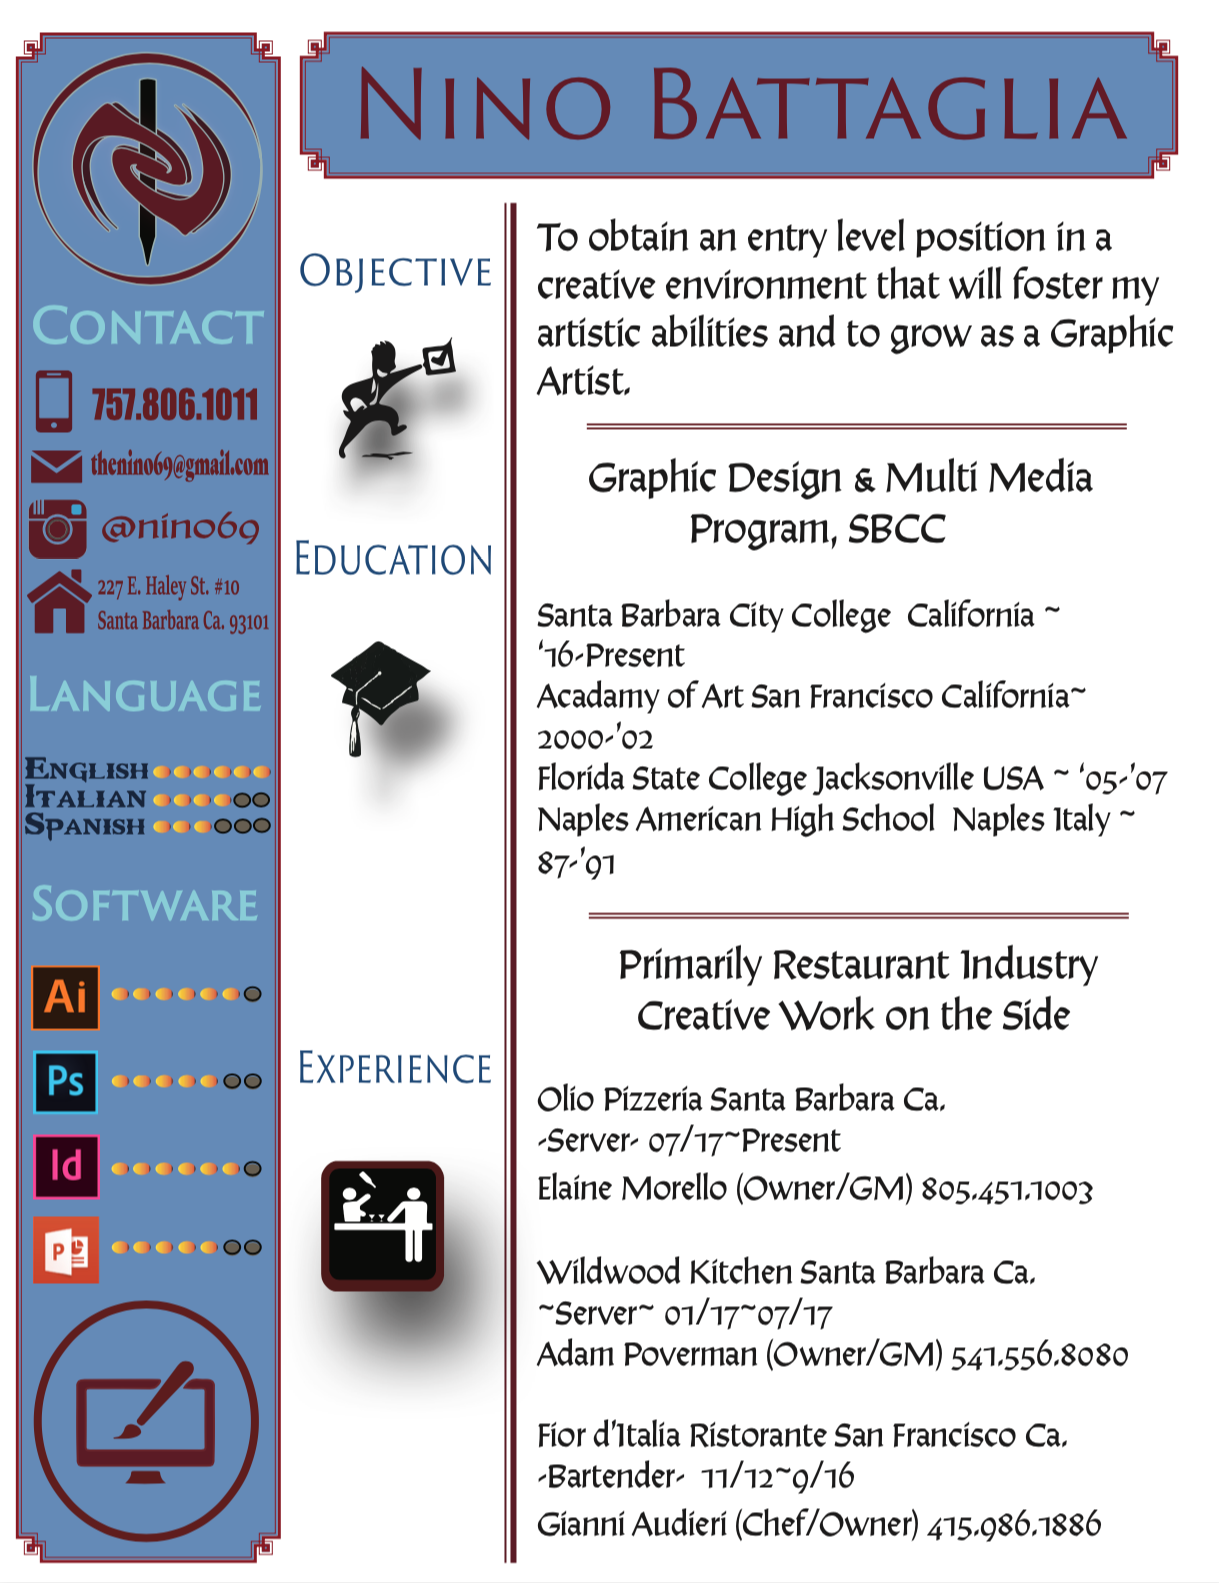 Nino Battaglia
Contact
757.806.1011
thenino69@gmail.com
@nino69
227 E. Haley St. #10
Santa Barbara Ca. 93101
Language
English
Italian
Spanish
Software
Ai
Ps
Id
P
Objective
To obtain an entry level position in a
creative environment that will foster my
artistic abilities and to grow as a Graphic
Artist.
Education
Graphic Design & Multi Media
Program, SBCC
Santa Barbara City College  California ~
‘16-Present
Acadamy of Art San Francisco California~
2000-’02
Florida State College Jacksonville USA ~ ‘05-’07
Naples American High School  Naples Italy ~
87-’91
Experience
Primarily Restaurant Industry
Creative Work on the Side
Olio Pizzeria Santa Barbara Ca.
-Server- 07/17~Present
Elaine Morello (Owner/GM) 805.451.1003
Wildwood Kitchen Santa Barbara Ca.
~Server~ 01/17~07/17
Adam Poverman (Owner/GM) 541.556.8080
Fior d’Italia Ristorante San Francisco Ca.
-Bartender-  11/12~9/16
Gianni Audieri (Chef/Owner) 415.986.1886